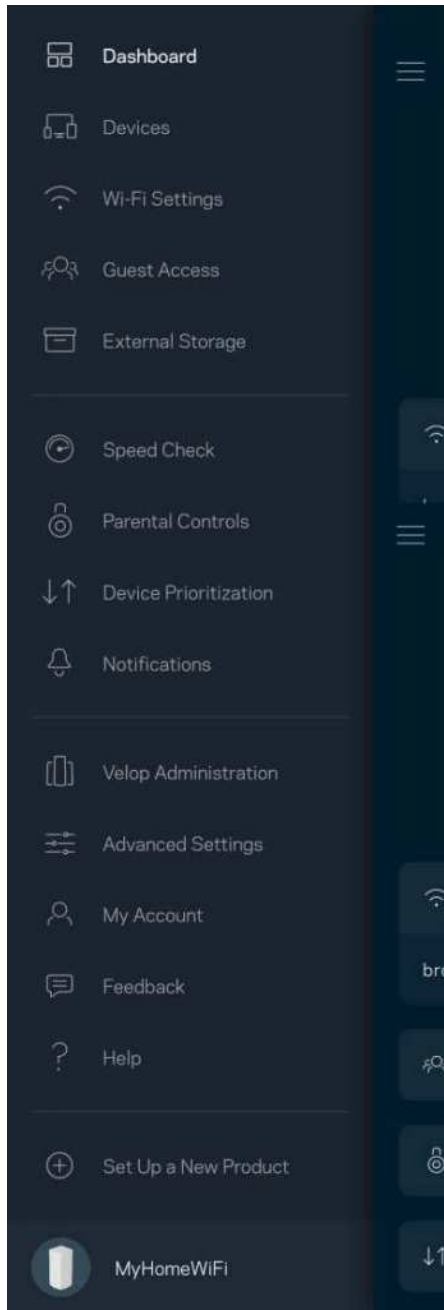 Dashboard
Devices
Wi-Fi Settings
Guest Access
External Storage
Speed Check
Parental Controls
Device Prioritization
Notifications
Velop Administration
Advanced Settings
My Account
Feedback
bro
Help
Set Up a New Product
MyHomeWiFi